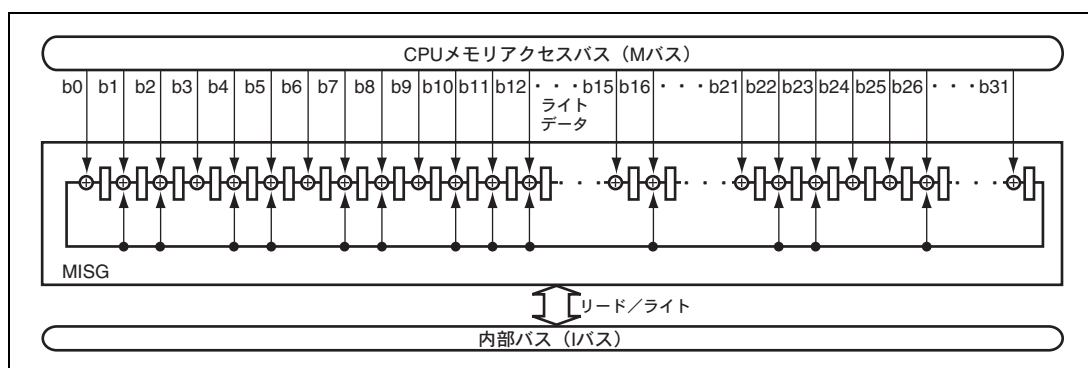 CPUメモリアクセスバス（Mバス）
b0 b1 b2 b3 b4 b5 b6 b7 b8 b9 b10 b11 b12 ・・・b15 b16 ・・・b21 b22 b23 b24 b25 b26 ・・・b31
ライト
データ
MISG
リード／ライト
内部バス（Iバス）